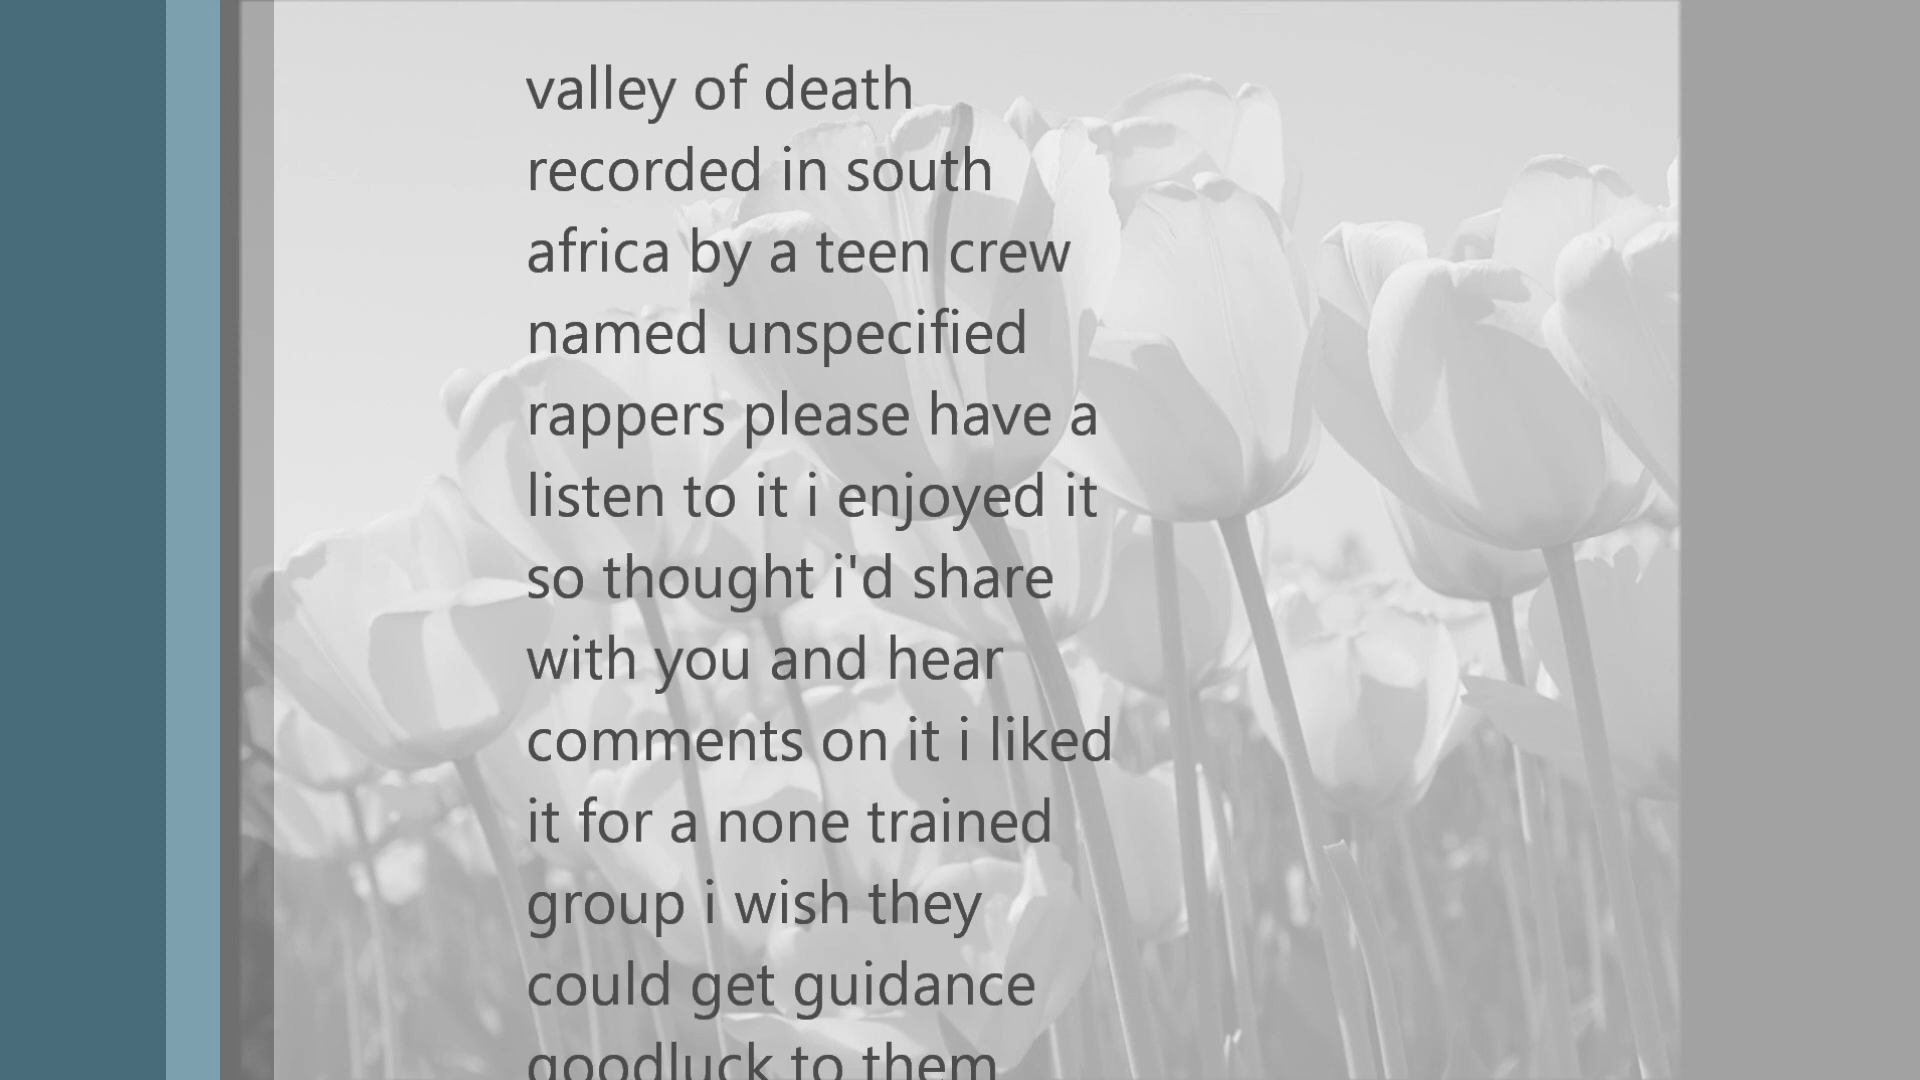 valley of death
recorded in south
africa by a teen crew
named unspecified
rappers please have a
listen to it i enjoyed it
so thought i'd share
with you and hear
comments on it i liked
it for a none trained
group i wish they
could get guidance
goodluck to them